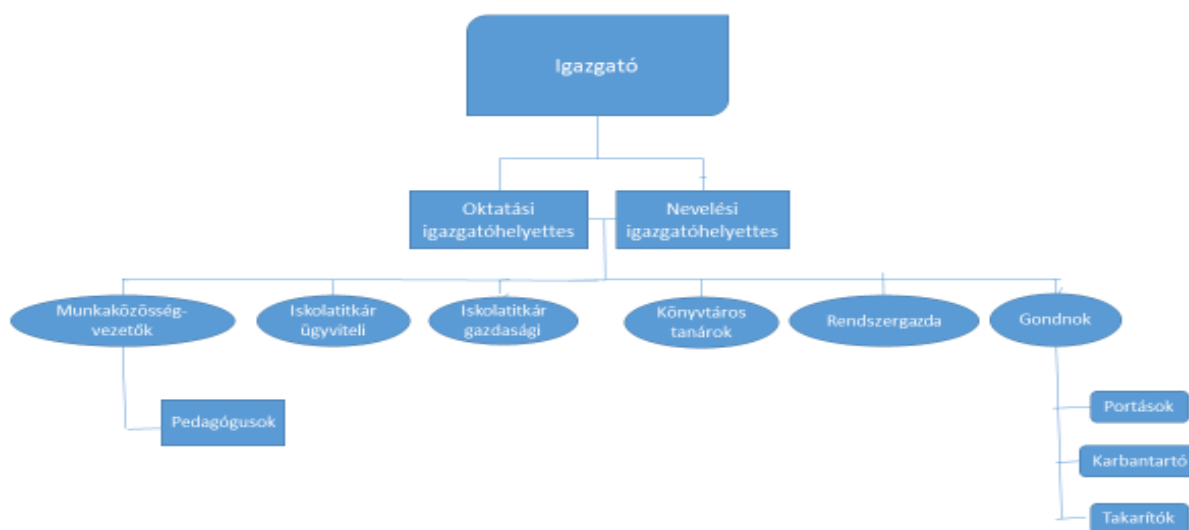 Igazgató
Oktatási
igazgatóhelyettes
Nevelési
igazgatóhelyettes
Munkaközösség-
vezetők
Iskolatitkár
ügyviteli
Iskolatitkár
gazdasági
Könyvtáros
tanárok
Rendszergazda
Gondnok
Pedagógusok
Portások
Karbantartó
Takarítók